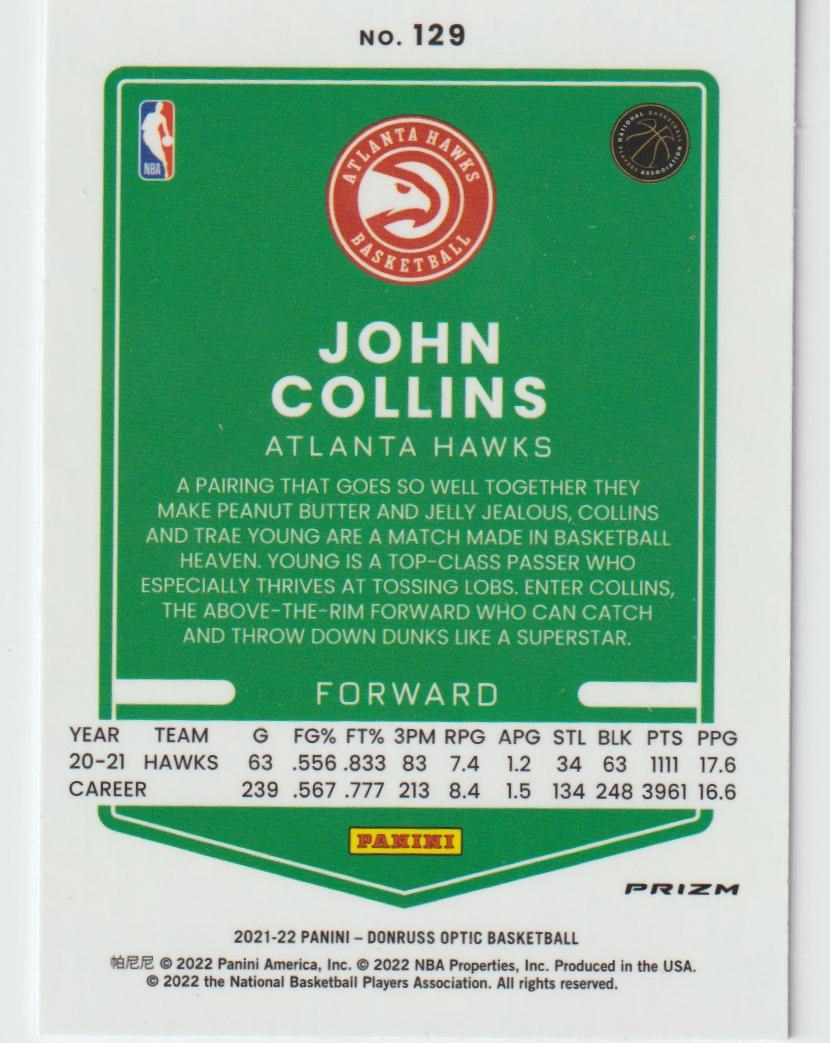 NO. 129
NBA
ATLANTA HAWKS
BASKETBALL
NATIONAL BASKETBALL
PLAYERS ASSOCIATION
JOHN
COLLINS
ATLANTA HAWKS
A PAIRING THAT GOES SO WELL TOGETHER THEY
MAKE PEANUT BUTTER AND JELLY JEALOUS, COLLINS
AND TRAE YOUNG ARE A MATCH MADE IN BASKETBALL
HEAVEN. YOUNG IS A TOP-CLASS PASSER WHO
ESPECIALLY THRIVES AT TOSSING LOBS. ENTER COLLINS,
THE ABOVE-THE-RIM FORWARD WHO CAN CATCH
AND THROW DOWN DUNKS LIKE A SUPERSTAR.
FORWARD
YEAR TEAM G FG% FT% 3PM RPG APG STL BLK PTS PPG
20-21 HAWKS 63 .556 .833 83 7.4 1.2 34 63 1111 17.6
CAREER 239 .567 .777 213 8.4 1.5 134 248 3961 16.6
PANINI
PRIZM
2021-22 PANINI – DONRUSS OPTIC BASKETBALL
帕尼尼 © 2022 Panini America, Inc. © 2022 NBA Properties, Inc. Produced in the USA.
© 2022 the National Basketball Players Association. All rights reserved.